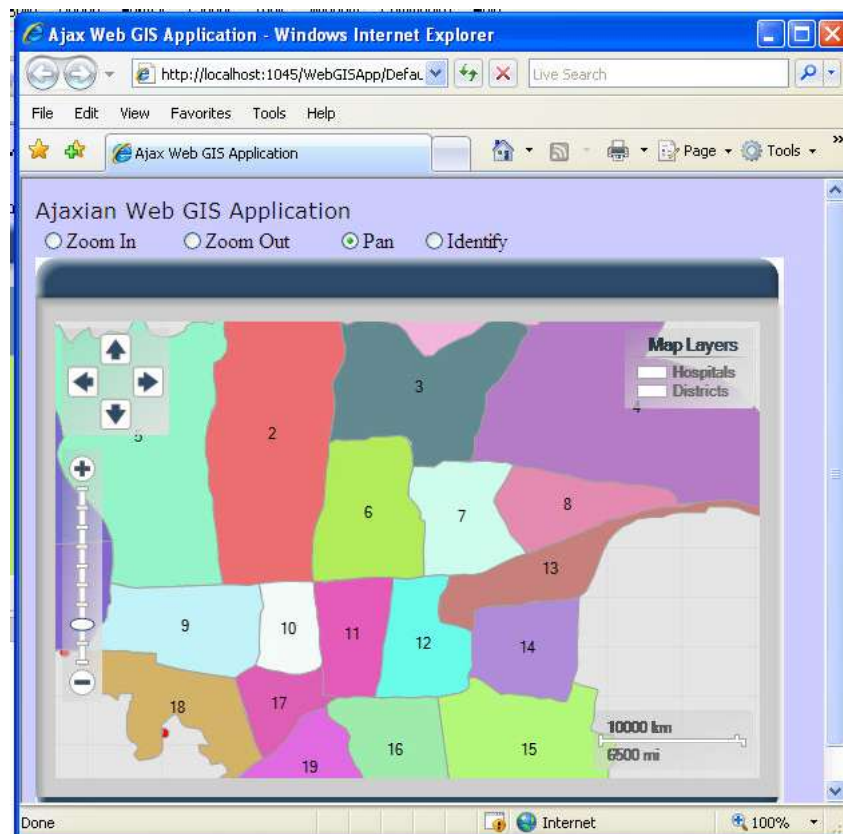 Ajax Web GIS Application - Windows Internet Explorer
http://localhost:1045/WebGISApp/Defau
Live Search
File Edit View Favorites Tools Help
Ajax Web GIS Application
Page Tools
Ajaxian Web GIS Application
Zoom In Zoom Out Pan Identify
Map Layers
Hospitals
Districts
3
4
5
2
6
7
8
13
9
10
11
12
14
18
17
16
15
19
10000 km
6500 mi
Done Internet 100%